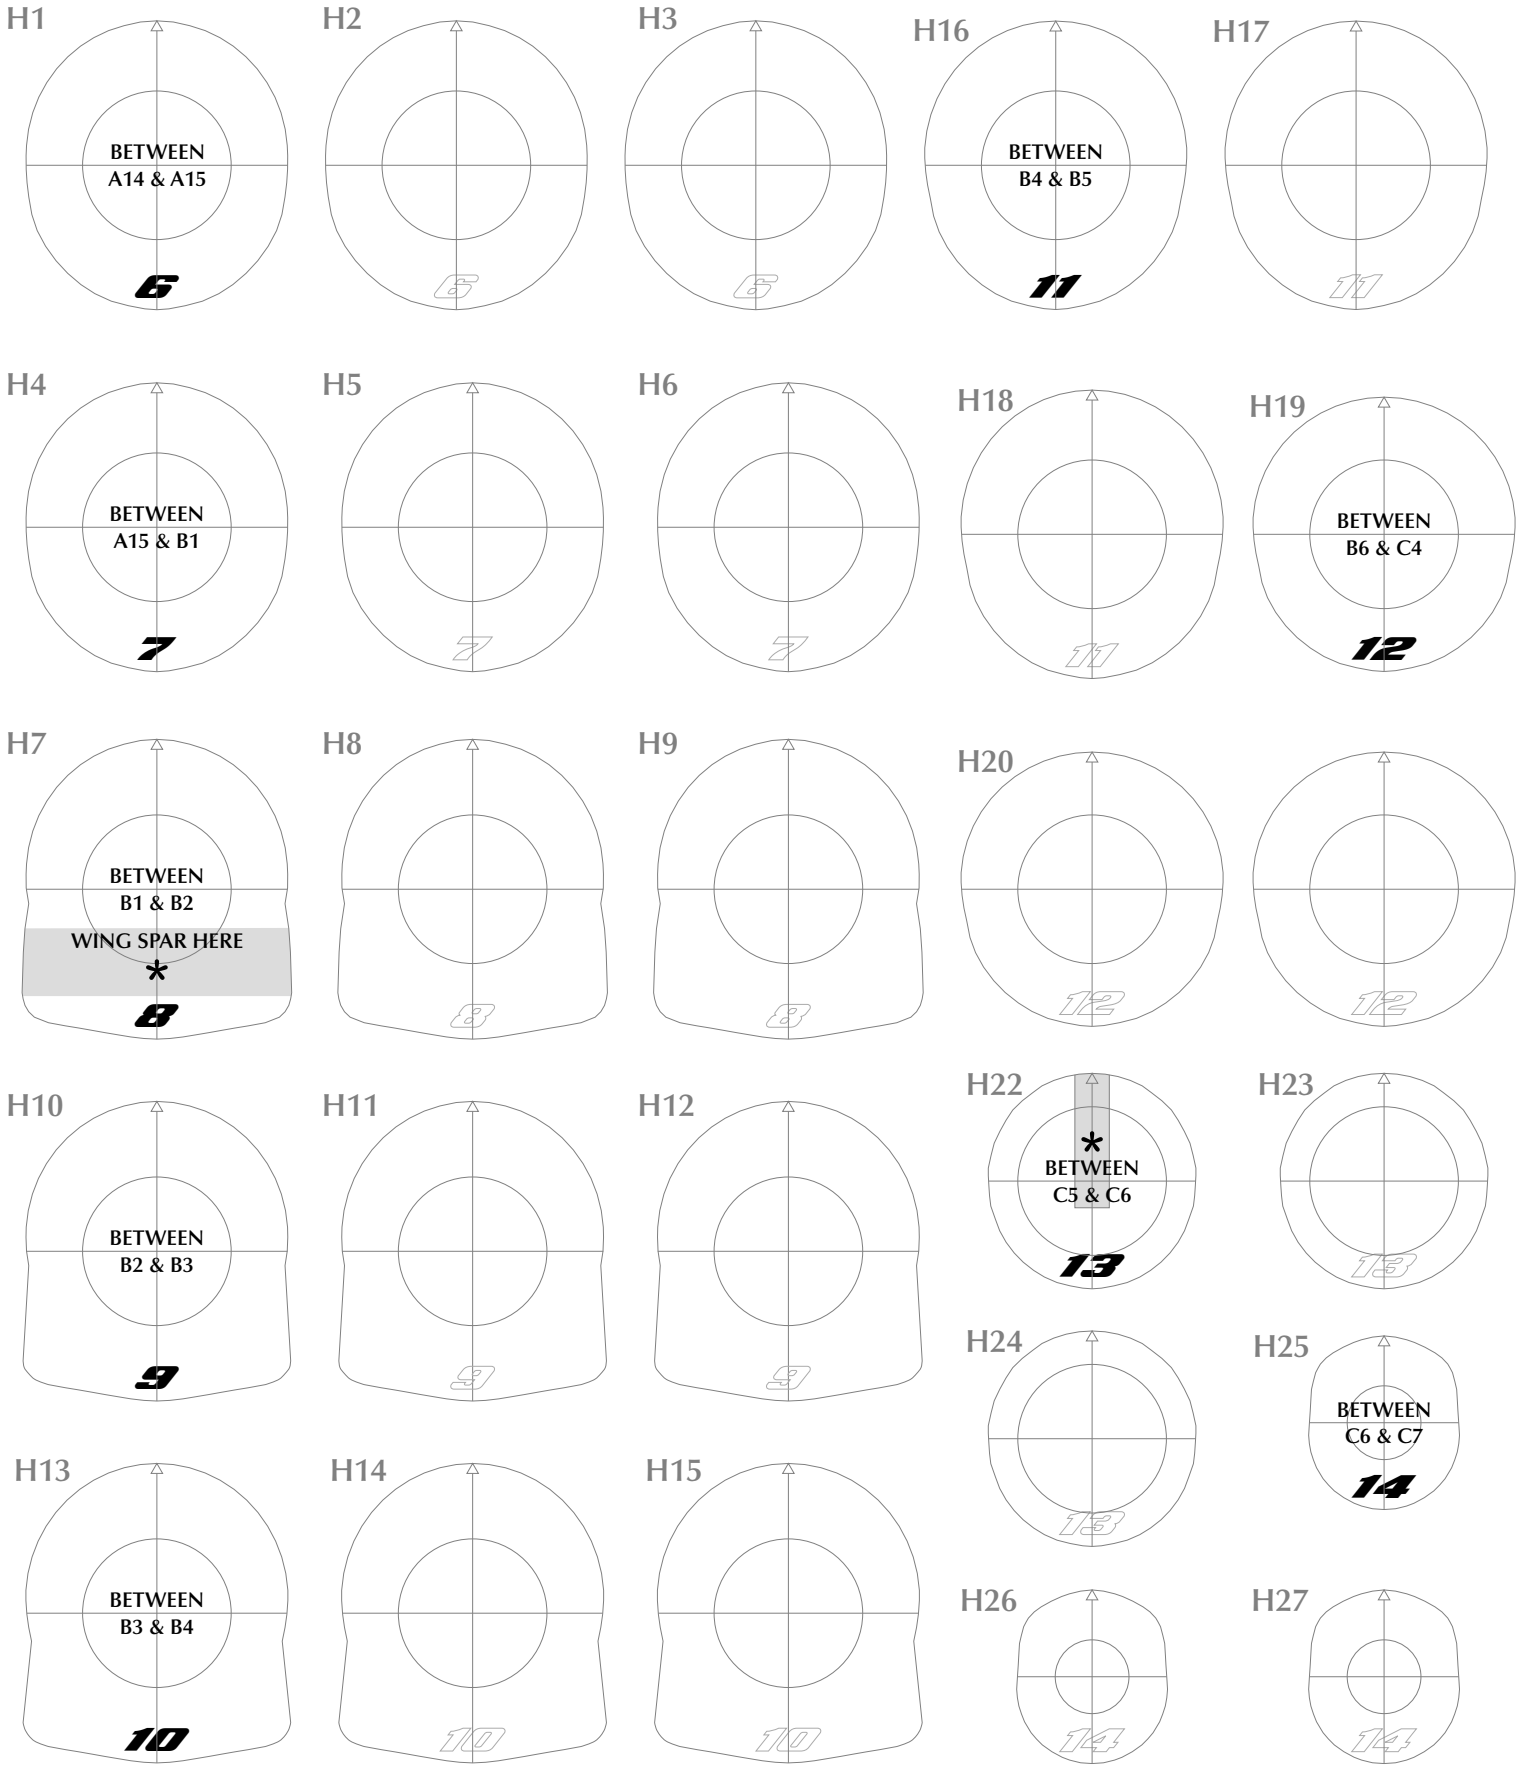 H1
H2
H3
H16
H17
BETWEEN
A14 & A15
BETWEEN
B4 & B5
6
6
6
11
11
H4
H5
H6
H18
H19
BETWEEN
A15 & B1
BETWEEN
B6 & C4
7
7
7
11
12
H7
H8
H9
H20
BETWEEN
B1 & B2
WING SPAR HERE
*
8
8
8
12
12
H10
H11
H12
H22
H23
*
BETWEEN
C5 & C6
BETWEEN
B2 & B3
13
13
9
9
9
H24
H25
BETWEEN
C6 & C7
14
13
H13
H14
H15
BETWEEN
B3 & B4
10
10
10
H26
H27
14
14